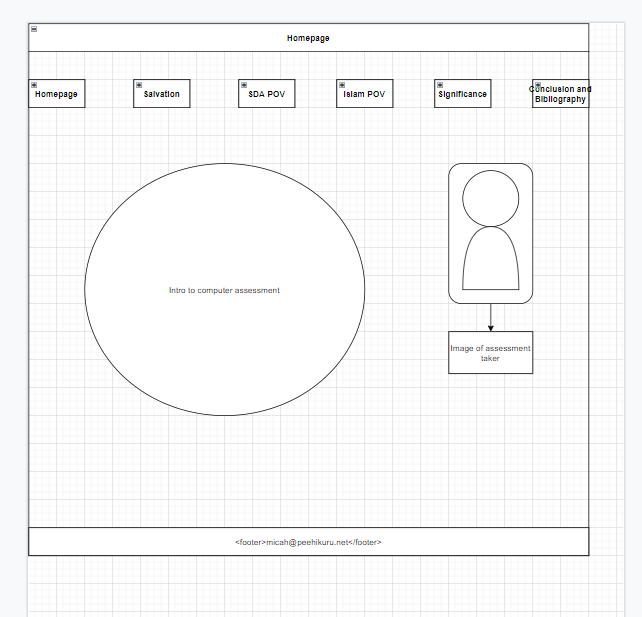 Homepage
Homepage
Salvation
SDA POV
Islam POV
Significance
Cunclusion and
Bibliography
Intro to computer assessment
Image of assessment
taker
<footer>micah@peehikuru.net</footer>